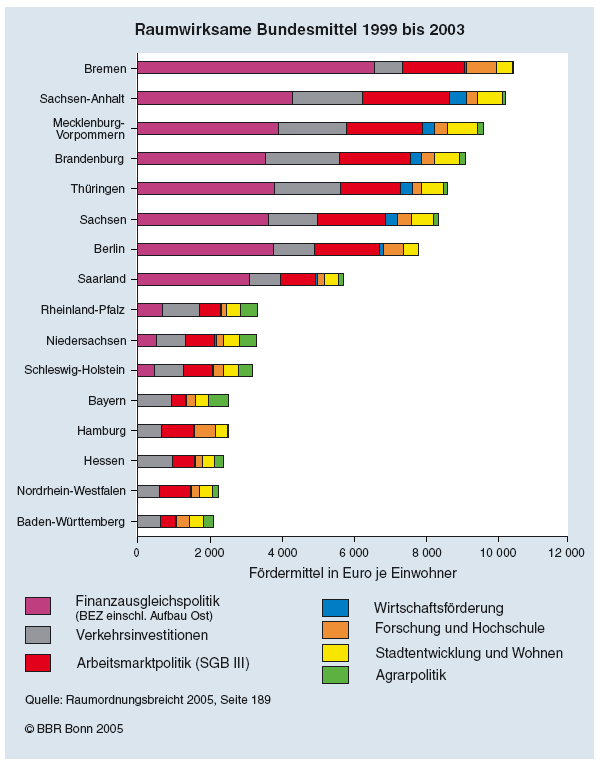 Raumwirksame Bundesmittel 1999 bis 2003
Bremen
Sachsen-Anhalt
Mecklenburg-
Vorpommern
Brandenburg
Thüringen
Sachsen
Berlin
Saarland
Rheinland-Pfalz
Niedersachsen
Schleswig-Holstein
Bayern
Hamburg
Hessen
Nordrhein-Westfalen
Baden-Württemberg
0 2 000 4 000 6 000 8 000 10 000 12 000
Fördermittel in Euro je Einwohner
Finanzausgleichspolitik
(BEZ einschl. Aufbau Ost)
Verkehrsinvestitionen
Arbeitsmarktpolitik (SGB III)
Wirtschaftsförderung
Forschung und Hochschule
Stadtentwicklung und Wohnen
Agrarpolitik
Quelle: Raumordnungsbreicht 2005, Seite 189
© BBR Bonn 2005